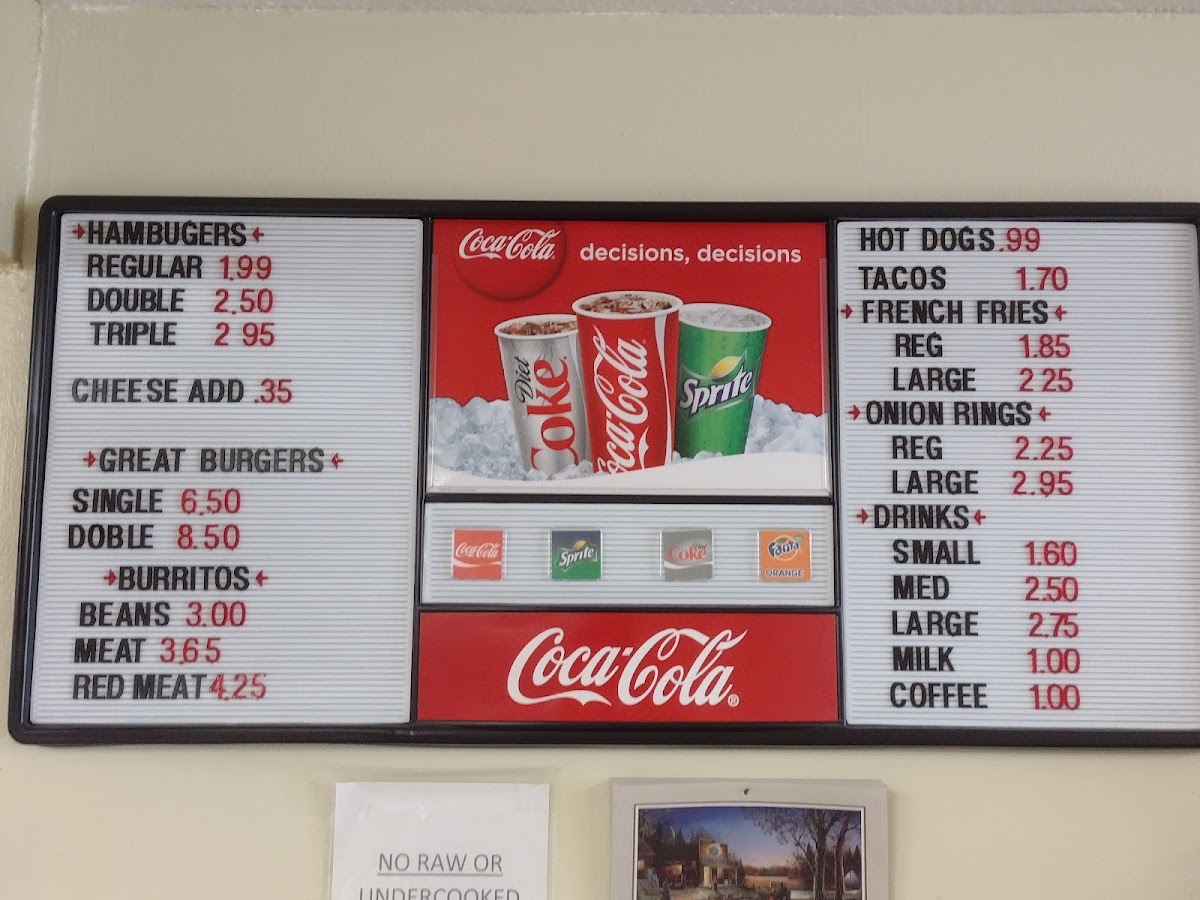 HAMBUGERS
REGULAR 1.99
DOUBLE 2.50
TRIPLE 2 95
CHEESE ADD .35
GREAT BURGERS
SINGLE 6.50
DOBLE 8.50
BURRITOS
BEANS 3.00
MEAT 3.65
RED MEAT 4.25
Coca-Cola decisions, decisions
Diet Coke
Coca-Cola
Sprite
Coca-Cola
Sprite
Diet Coke
Fanta
ORANGE
Coca-Cola®
HOT DOGS .99
TACOS 1.70
FRENCH FRIES
REG 1.85
LARGE 2 25
ONION RINGS
REG 2.25
LARGE 2.95
DRINKS
SMALL 1.60
MED 2.50
LARGE 2.75
MILK 1.00
COFFEE 1.00
NO RAW OR
UNDERCOOKED